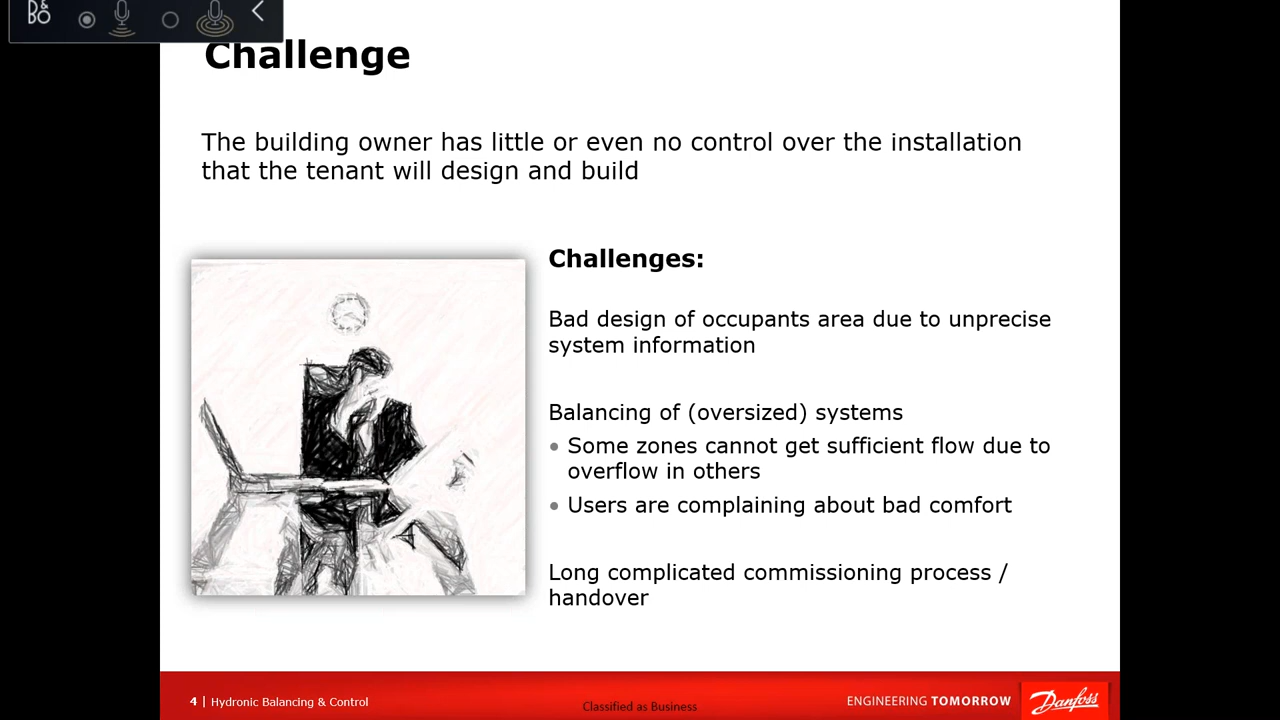 B&O
Challenge
The building owner has little or even no control over the installation
that the tenant will design and build
Challenges:
Bad design of occupants area due to unprecise
system information
Balancing of (oversized) systems
• Some zones cannot get sufficient flow due to
overflow in others
• Users are complaining about bad comfort
Long complicated commissioning process /
handover
4 | Hydronic Balancing & Control
Classified as Business
ENGINEERING TOMORROW
Danfoss